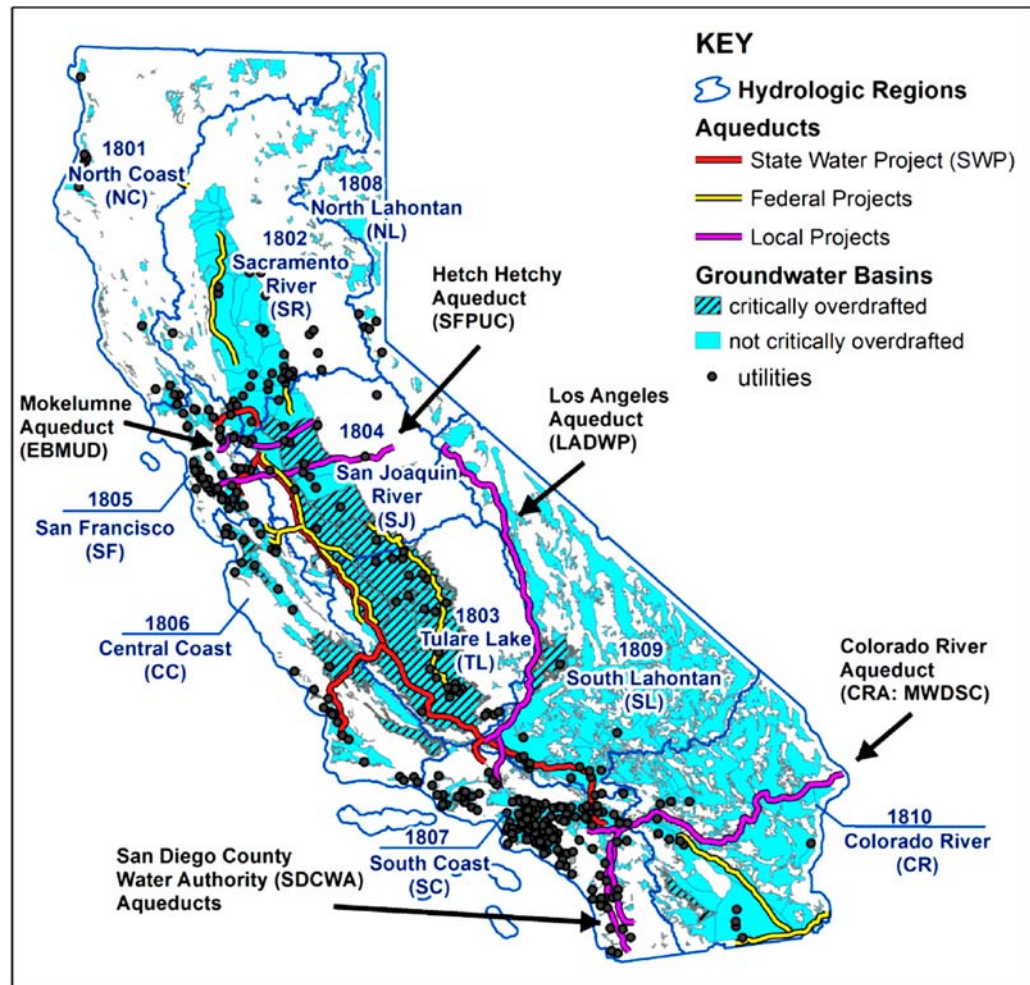 KEY
Hydrologic Regions
Aqueducts
State Water Project (SWP)
Federal Projects
Local Projects
Groundwater Basins
critically overdrafted
not critically overdrafted
utilities
1801
North Coast
(NC)
1808
North Lahontan
(NL)
1802
Sacramento
River
(SR)
Hetch Hetchy
Aqueduct
(SFPUC)
Mokelumne
Aqueduct
(EBMUD)
Los Angeles
Aqueduct
(LADWP)
1804
San Joaquin
River
(SJ)
1805
San Francisco
(SF)
1806
Central Coast
(CC)
1803
Tulare Lake
(TL)
1809
South Lahontan
(SL)
Colorado River
Aqueduct
(CRA: MWDSC)
1810
Colorado River
(CR)
1807
South Coast
(SC)
San Diego County
Water Authority (SDCWA)
Aqueducts